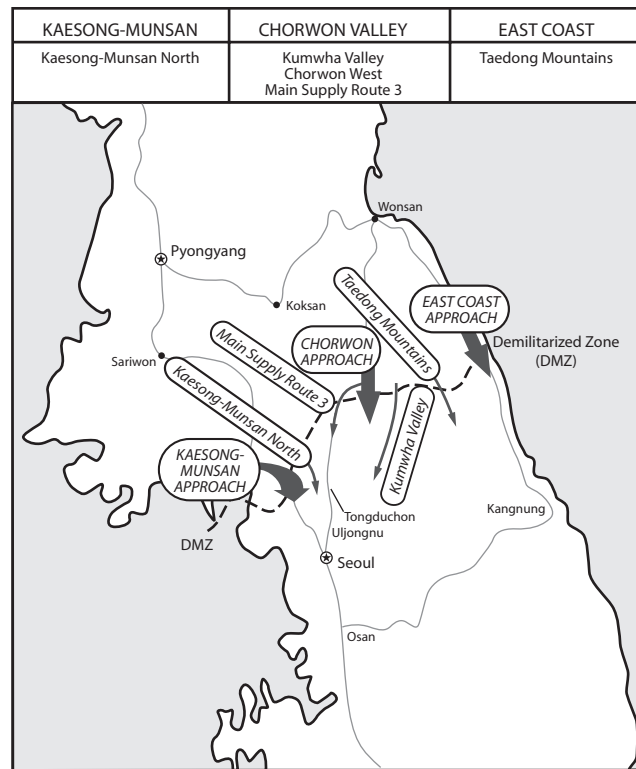 KAESONG-MUNSAN
CHORWON VALLEY
EAST COAST
Kaesong-Munsan North
Kumwha Valley
Chorwon West
Main Supply Route 3
Taedong Mountains
Wonsan
Pyongyang
Koksan
Taedong Mountains
EAST COAST
APPROACH
Demilitarized Zone
(DMZ)
Sariwon
Main Supply Route 3
CHORWON
APPROACH
Kaesong-Munsan North
Kumwha Valley
KAESONG-
MUNSAN
APPROACH
DMZ
Tongduchon
Uljongnu
Kangnung
Seoul
Osan